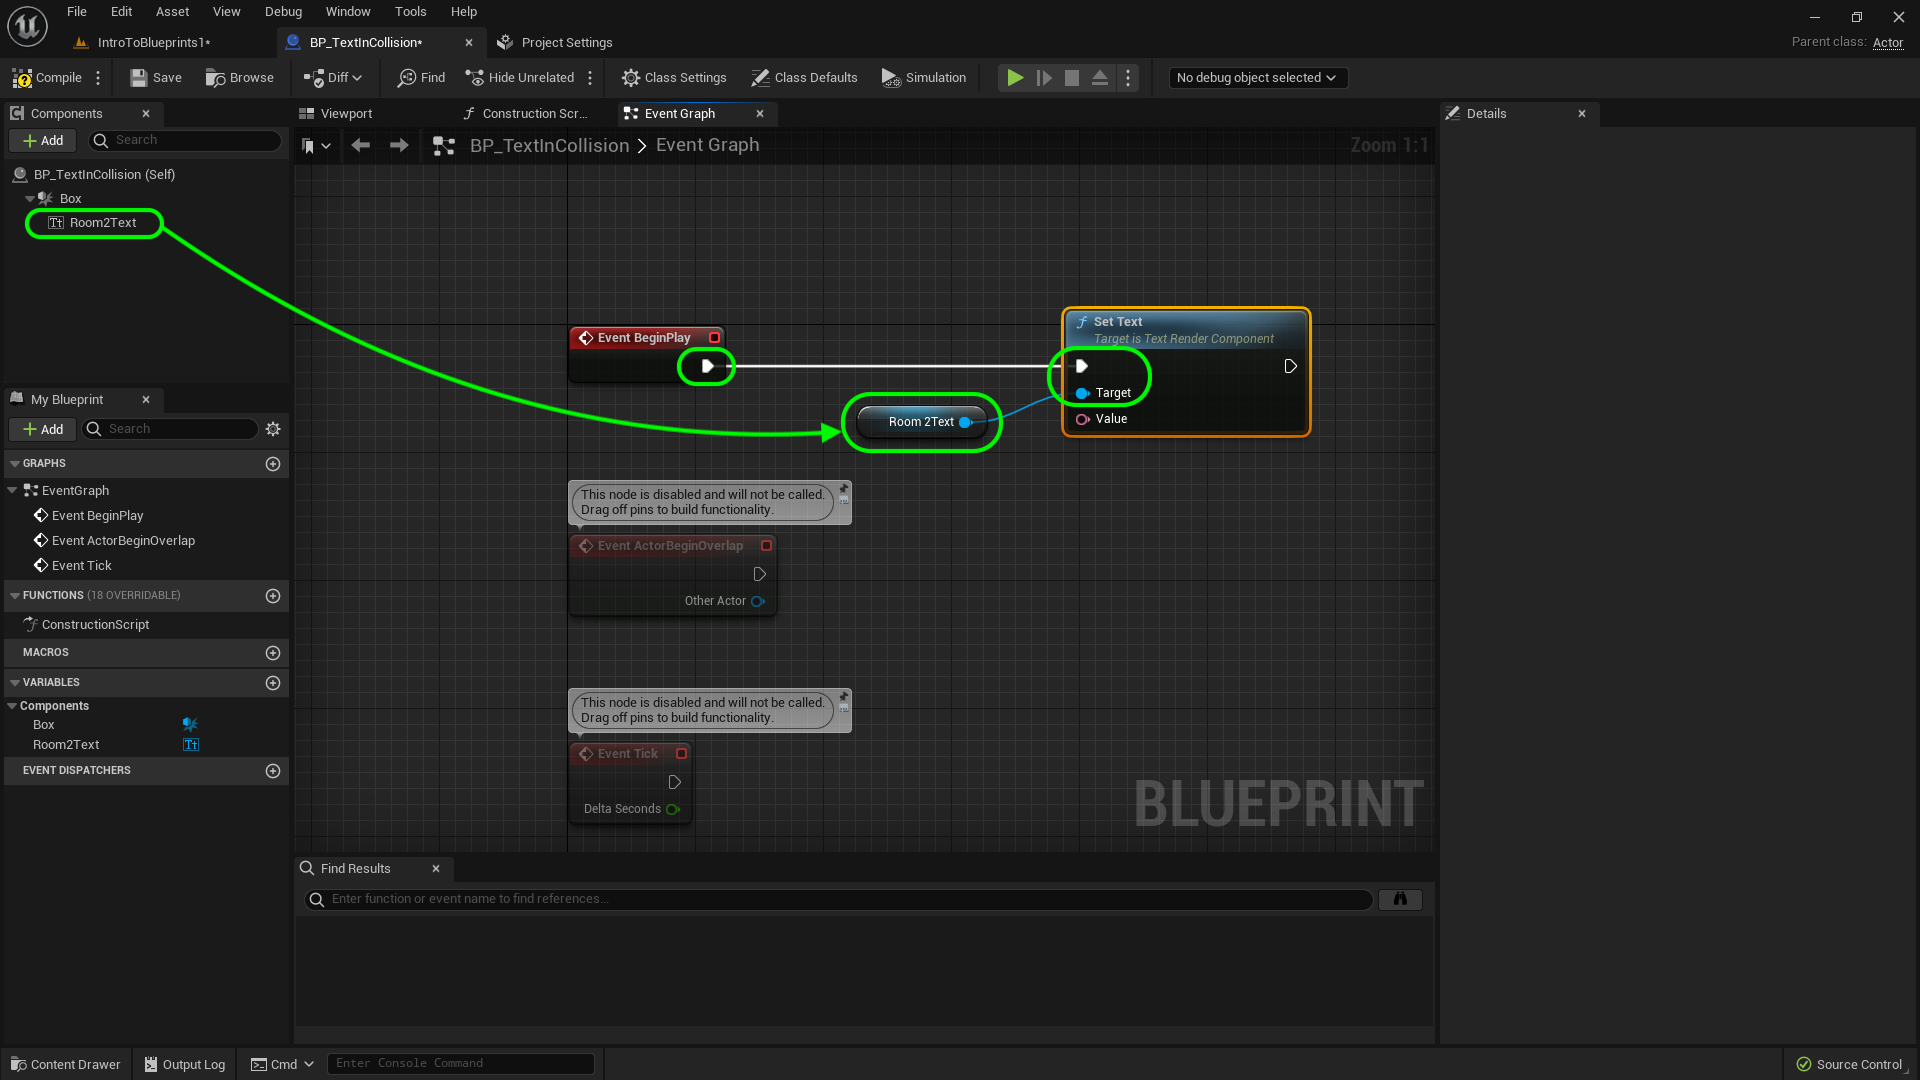 File Edit Asset View Debug Window Tools Help
IntroToBlueprints1* BP_TextInCollision* Project Settings
Parent class: Actor
Compile Save Browse Diff Find Hide Unrelated Class Settings Class Defaults Simulation No debug object selected
Components
Add Search
BP_TextInCollision (Self)
Box
Tt Room2Text
My Blueprint
Add Search
GRAPHS
EventGraph
Event BeginPlay
Event ActorBeginOverlap
Event Tick
FUNCTIONS (18 OVERRIDABLE)
ConstructionScript
MACROS
VARIABLES
Components
Box
Room2Text Tt
EVENT DISPATCHERS
Viewport Construction Scr... Event Graph
BP_TextInCollision > Event Graph Zoom 1:1
Event BeginPlay
Set Text
Target is Text Render Component
Target
Value
Room 2Text
This node is disabled and will not be called.
Drag off pins to build functionality.
Event ActorBeginOverlap
Other Actor
This node is disabled and will not be called.
Drag off pins to build functionality.
Event Tick
Delta Seconds
BLUEPRINT
Find Results
Enter function or event name to find references...
Details
Content Drawer Output Log Cmd Enter Console Command Source Control